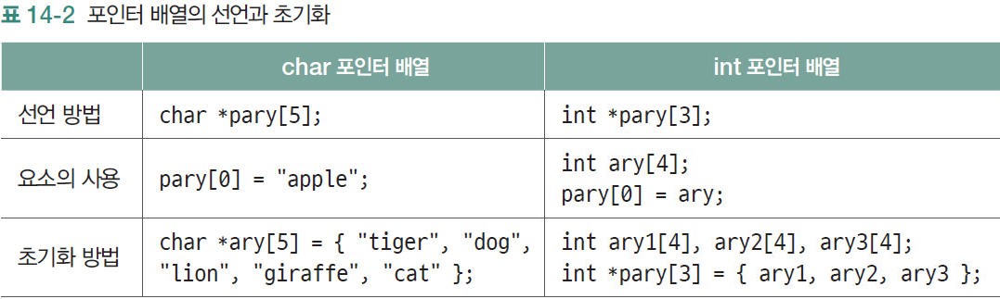 표 14-2 포인터 배열의 선언과 초기화
char 포인터 배열
int 포인터 배열
선언 방법
char *pary[5];
int *pary[3];
요소의 사용
pary[0] = "apple";
int ary[4];
pary[0] = ary;
초기화 방법
char *ary[5] = { "tiger", "dog",
"lion", "giraffe", "cat" };
int ary1[4], ary2[4], ary3[4];
int *pary[3] = { ary1, ary2, ary3 };